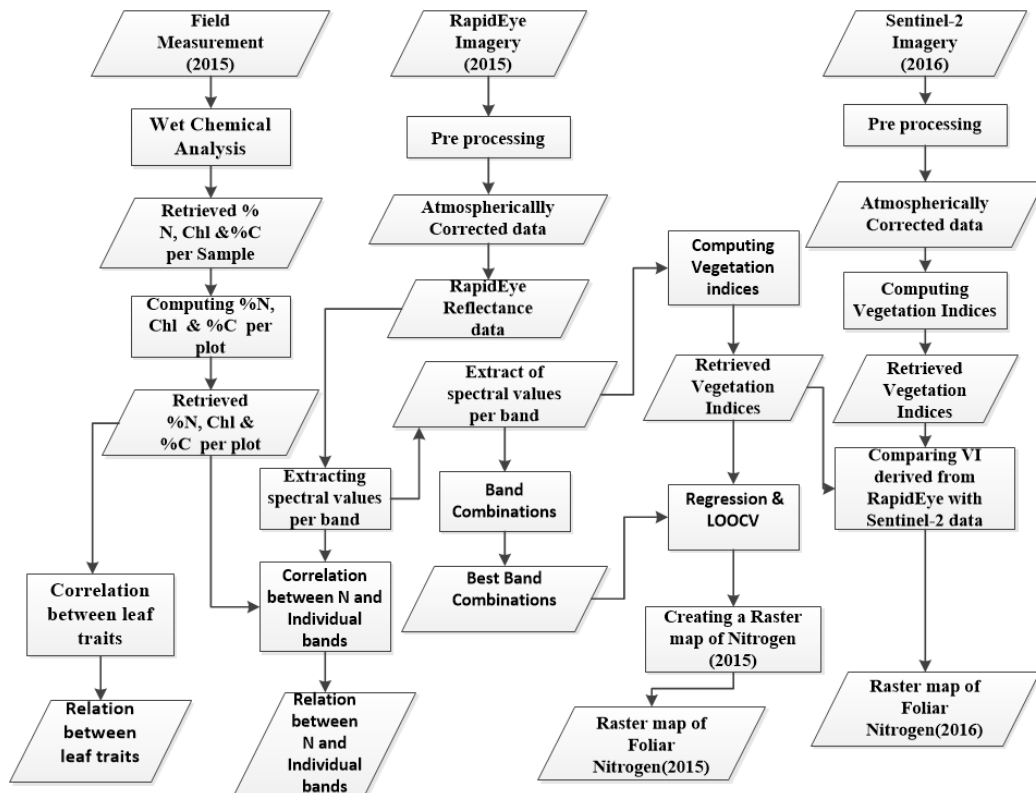 Field
Measurement
(2015)
Wet Chemical
Analysis
Retrieved %
N, Chl &%C
per Sample
Computing %N,
Chl & %C per
plot
Retrieved
%N, Chl &
%C per plot
Correlation
between leaf
traits
Relation
between
leaf traits
RapidEye
Imagery
(2015)
Pre processing
Atmosphericallly
Corrected data
RapidEye
Reflectance
data
Extracting
spectral values
per band
Correlation
between N and
Individual
bands
Relation
between
N and
Individual
bands
Extract of
spectral values
per band
Band
Combinations
Best Band
Combinations
Computing
Vegetation
indices
Retrieved
Vegetation
Indices
Regression &
LOOCV
Creating a Raster
map of Nitrogen
(2015)
Raster map of
Foliar
Nitrogen(2015)
Sentinel-2
Imagery
(2016)
Pre processing
Atmospherically
Corrected data
Computing
Vegetation Indices
Retrieved
Vegetation
Indices
Comparing VI
derived from
RapidEye with
Sentinel-2 data
Raster map of
Foliar
Nitrogen(2016)